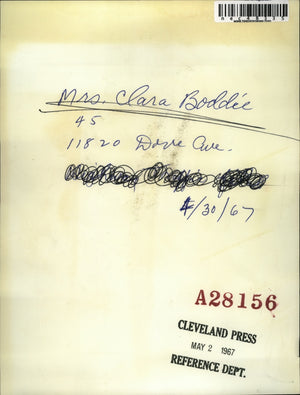 Mrs. Clara Boddie
45
11820 Dove Ave.
4/30/67
A28156
CLEVELAND PRESS
MAY 2 1967
REFERENCE DEPT.